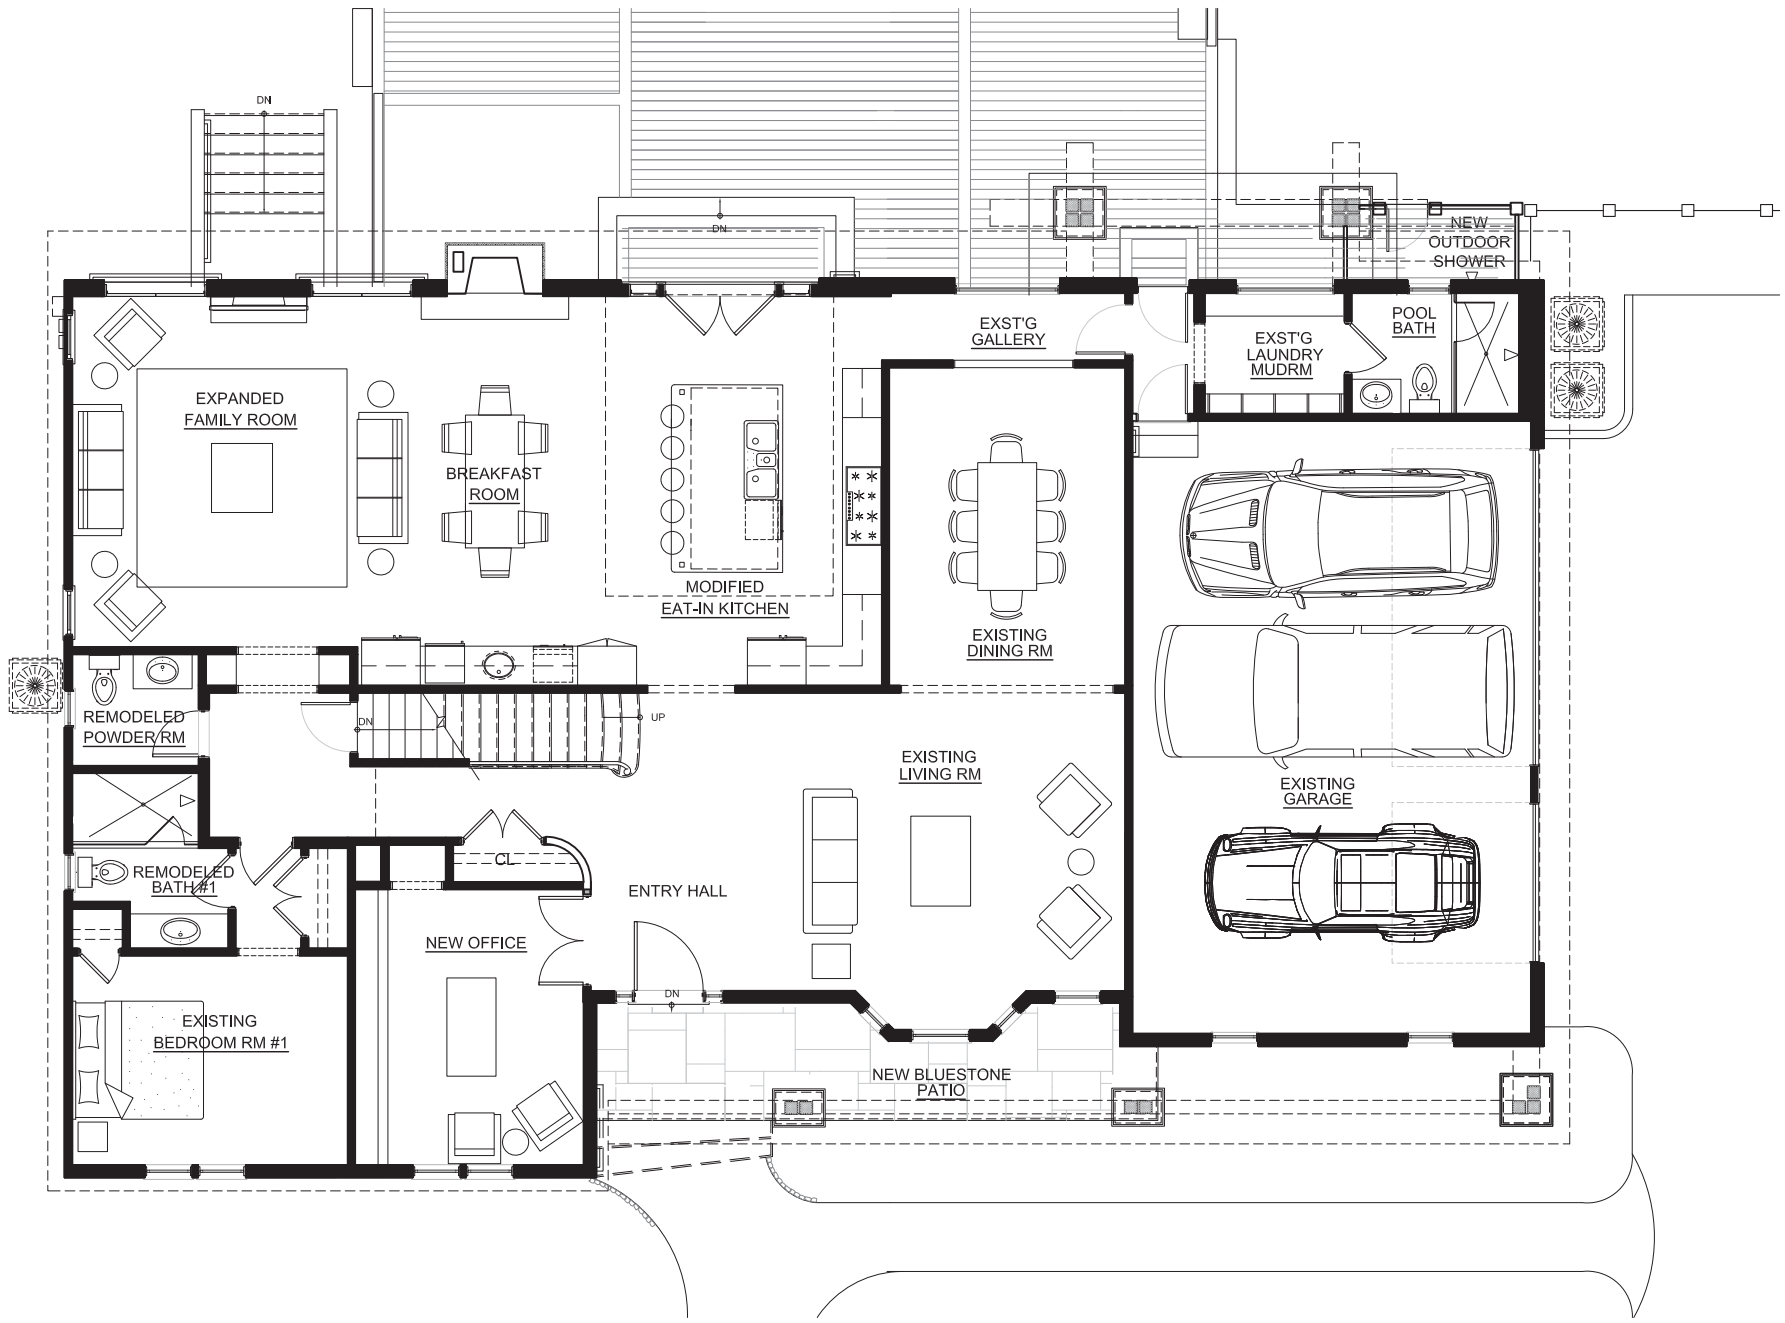 DN
DN
NEW
OUTDOOR
SHOWER
EXST'G
GALLERY
EXST'G
LAUNDRY
MUDRM
POOL
BATH
EXPANDED
FAMILY ROOM
BREAKFAST
ROOM
MODIFIED
EAT-IN KITCHEN
EXISTING
DINING RM
REMODELED
POWDER RM
DN
UP
EXISTING
LIVING RM
EXISTING
GARAGE
CL
REMODELED
BATH #1
ENTRY HALL
NEW OFFICE
DN
EXISTING
BEDROOM RM #1
NEW BLUESTONE
PATIO